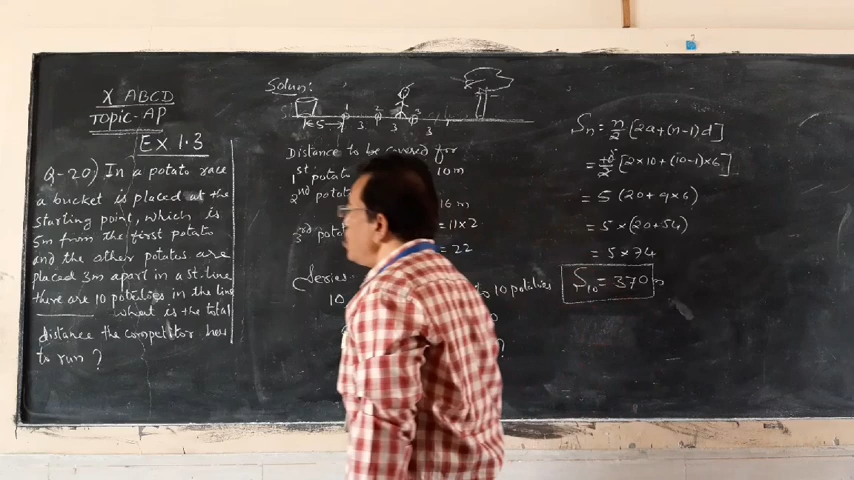 X ABCD
Topic - AP
EX 1.3
Q-20) In a potato race
a bucket is placed at the
starting point, which is
5m from the first potato
and the other potatos are
placed 3m apart in a st. line
there are 10 potatoies in the line
what is the total
distance the competitor has
to run ?
Solun:
5 3 3 3
Distance to be covered for
1st potato 10 m
2nd potato 16 m
3rd potato = 11 x 2
= 22
Series.
10 to 10 potatoies
?
Sn = n/2 [2a + (n-1) d]
= 10/2 [2 x 10 + (10-1) x 6]
= 5 (20 + 9 x 6)
= 5 x (20 + 54)
= 5 x 74
S10 = 370 m